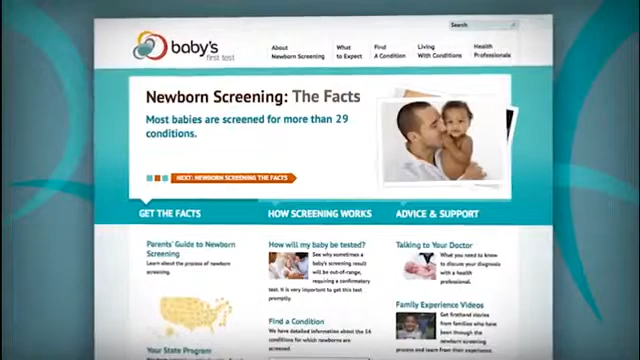 Search
baby's
first test
About
Newborn Screening
What
to Expect
Find
A Condition
Living
With Conditions
Health
Professionals
Newborn Screening: The Facts
Most babies are screened for more than 29
conditions.
NEXT: NEWBORN SCREENING THE FACTS
GET THE FACTS
HOW SCREENING WORKS
ADVICE & SUPPORT
Parents' Guide to Newborn
Screening
Learn about the process of newborn
screening.
Your State Program
How will my baby be tested?
See why sometimes a
baby's screening result
will be out-of-range,
requiring a confirmatory
test. It is very important to get this test
promptly.
Find a Condition
We have detailed information about the 54
conditions for which newborns are
screened.
Talking to Your Doctor
What you need to know
to discuss your diagnosis
with a health
professional.
Family Experience Videos
Get firsthand stories
from families who have
been through the
newborn screening
process and learn from their